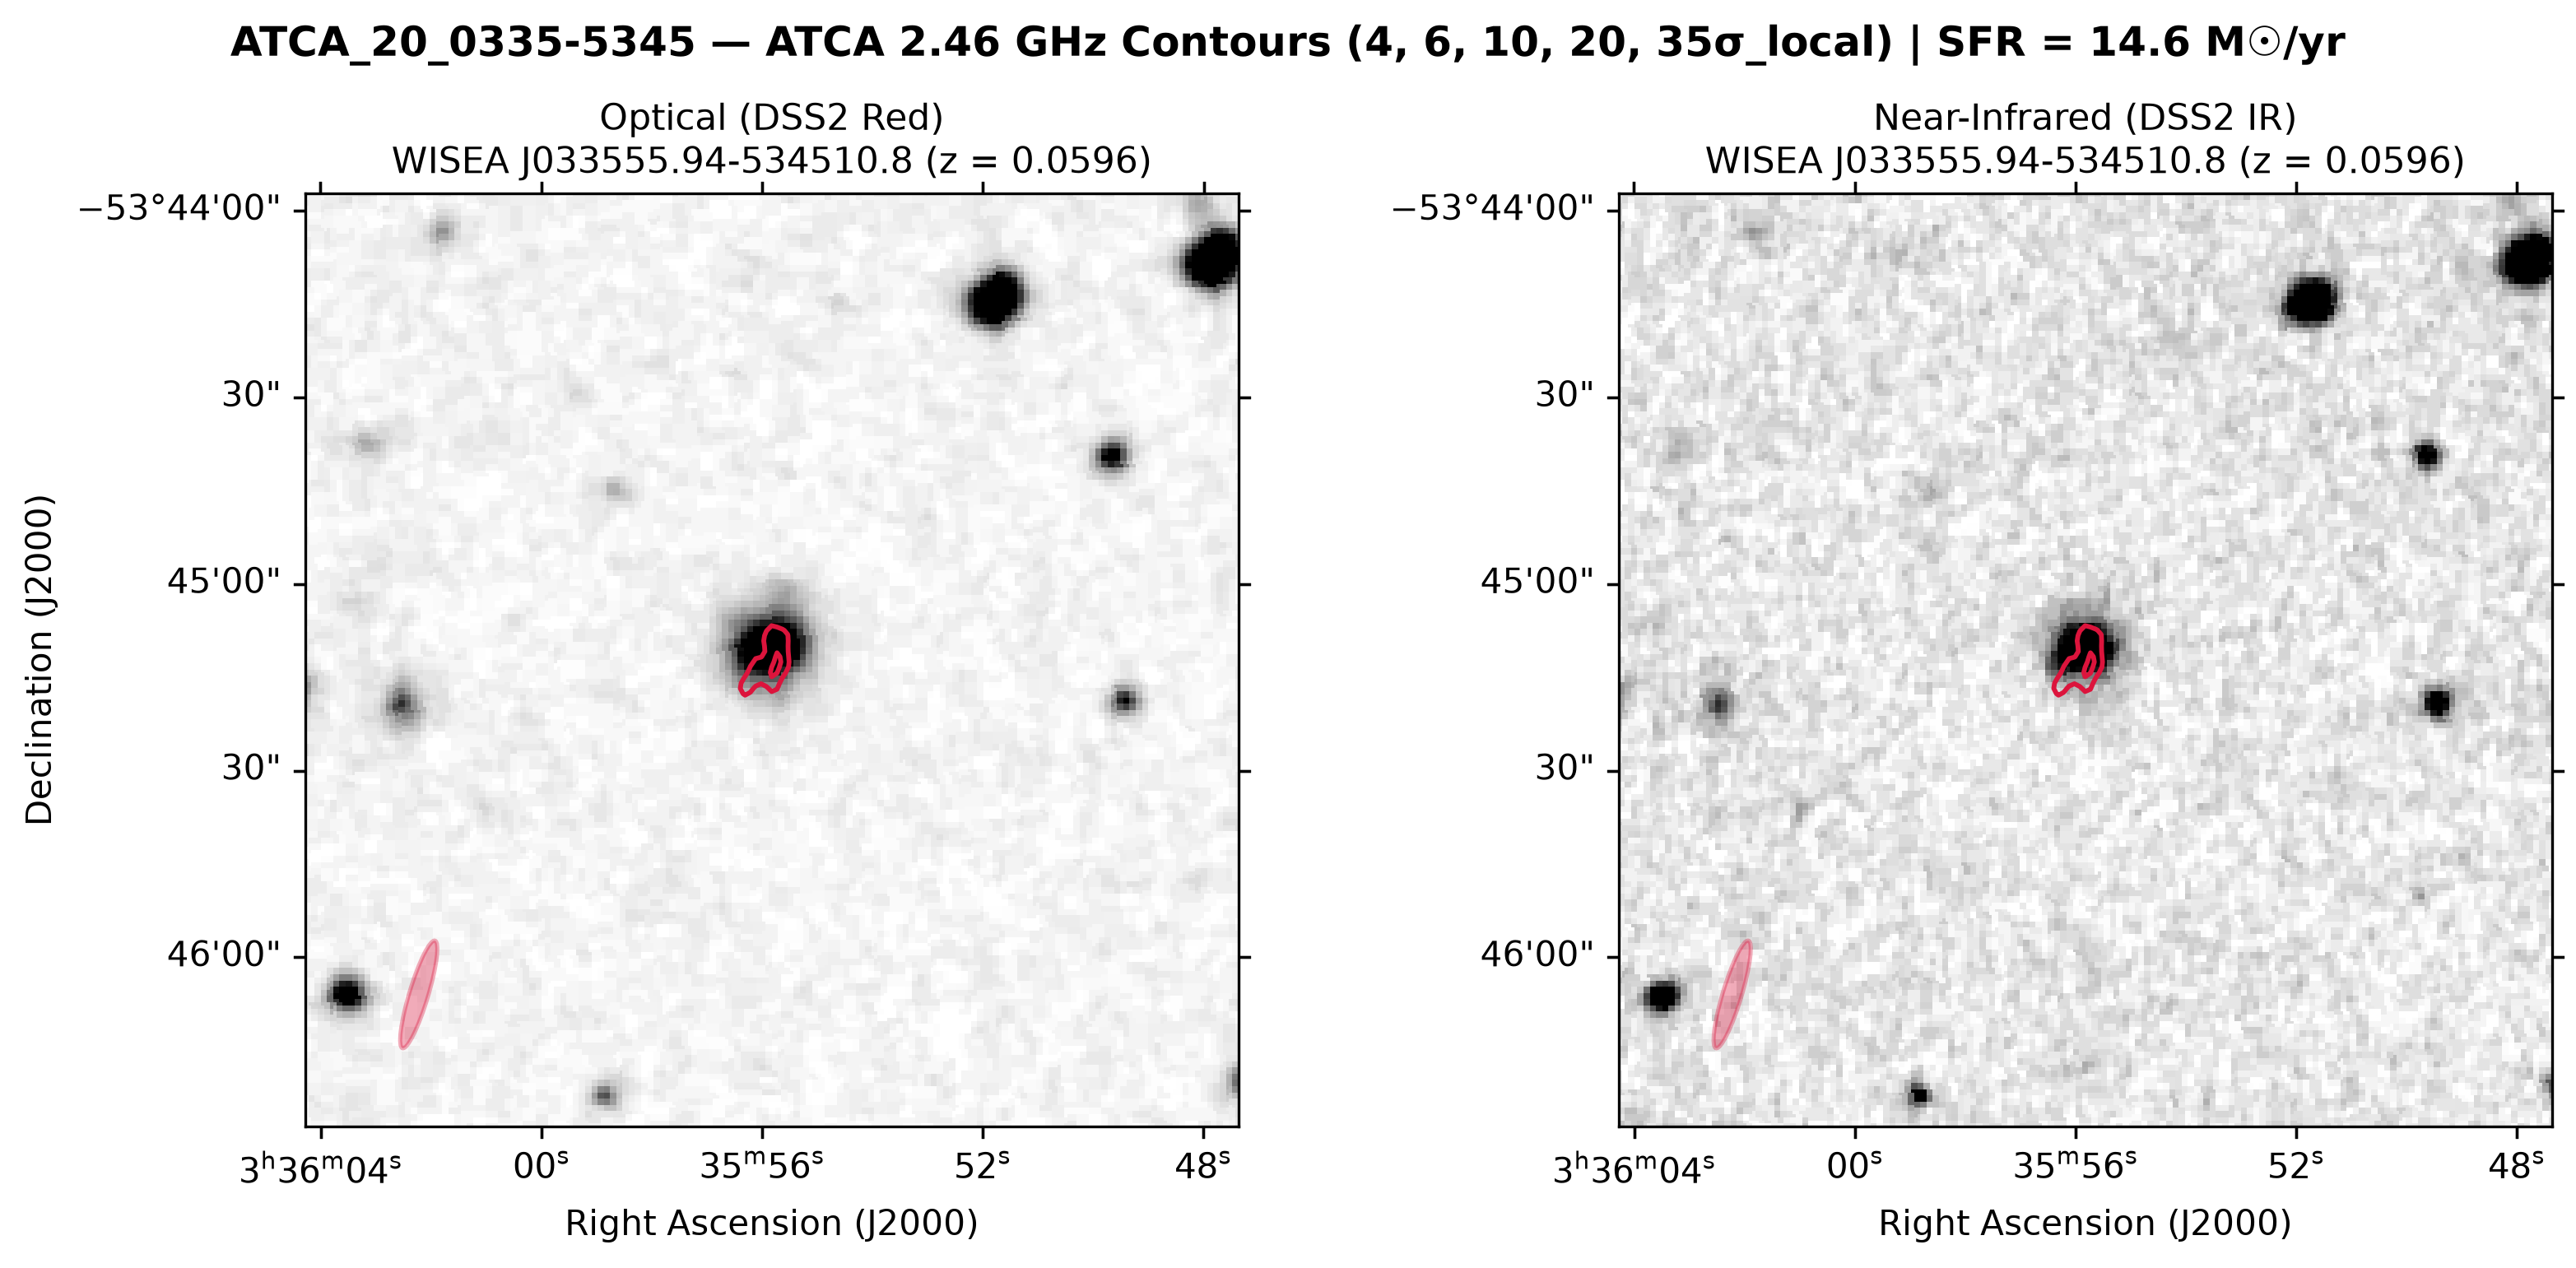 ATCA_20_0335-5345 — ATCA 2.46 GHz Contours (4, 6, 10, 20, 35σ_local) | SFR = 14.6 M☉/yr
Optical (DSS2 Red)
WISEA J033555.94-534510.8 (z = 0.0596)
−53°44'00"
30"
45'00"
30"
46'00"
Declination (J2000)
3ʰ36ᵐ04ˢ
00ˢ
35ᵐ56ˢ
52ˢ
48ˢ
Right Ascension (J2000)
Near-Infrared (DSS2 IR)
WISEA J033555.94-534510.8 (z = 0.0596)
−53°44'00"
30"
45'00"
30"
46'00"
3ʰ36ᵐ04ˢ
00ˢ
35ᵐ56ˢ
52ˢ
48ˢ
Right Ascension (J2000)